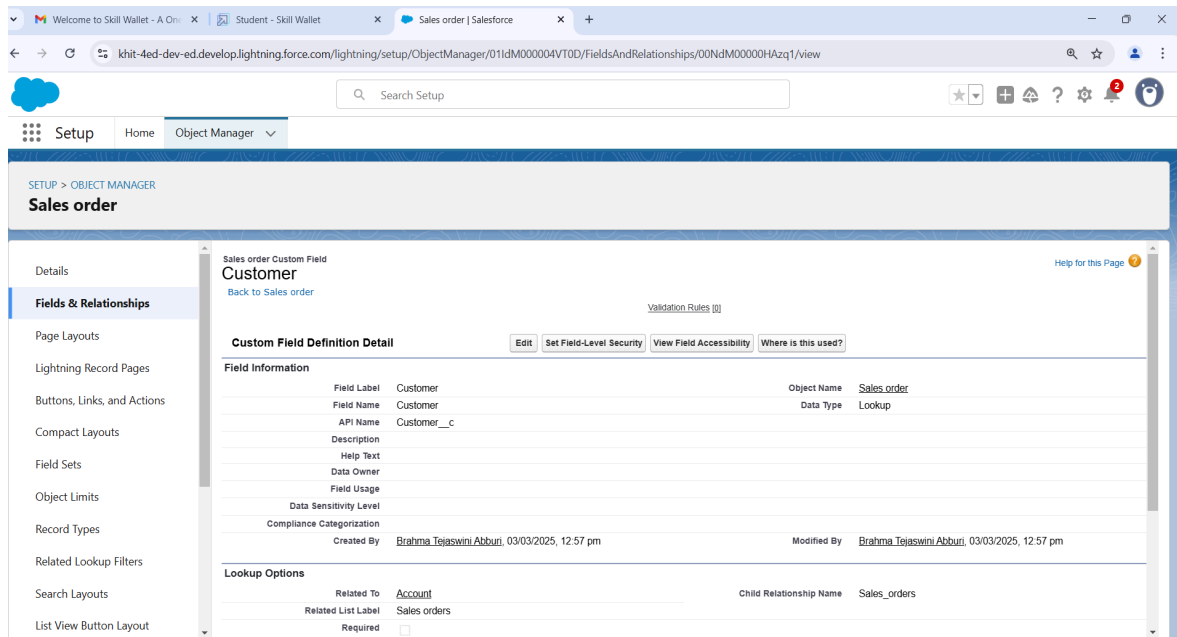 Welcome to Skill Wallet - A On
Student - Skill Wallet
Sales order | Salesforce
khit-4ed-dev-ed.develop.lightning.force.com/lightning/setup/ObjectManager/01IdM000004VT0D/FieldsAndRelationships/00NdM00000HAzq1/view
Search Setup
2
Setup Home Object Manager
SETUP > OBJECT MANAGER
Sales order
Details
Fields & Relationships
Page Layouts
Lightning Record Pages
Buttons, Links, and Actions
Compact Layouts
Field Sets
Object Limits
Record Types
Related Lookup Filters
Search Layouts
List View Button Layout
Sales order Custom Field
Customer
Back to Sales order
Help for this Page ?
Validation Rules [0]
Custom Field Definition Detail Edit Set Field-Level Security View Field Accessibility Where is this used?
Field Information
Field Label Customer Object Name Sales order
Field Name Customer Data Type Lookup
API Name Customer__c
Description
Help Text
Data Owner
Field Usage
Data Sensitivity Level
Compliance Categorization
Created By Brahma Tejaswini Abburi, 03/03/2025, 12:57 pm Modified By Brahma Tejaswini Abburi, 03/03/2025, 12:57 pm
Lookup Options
Related To Account Child Relationship Name Sales_orders
Related List Label Sales orders
Required